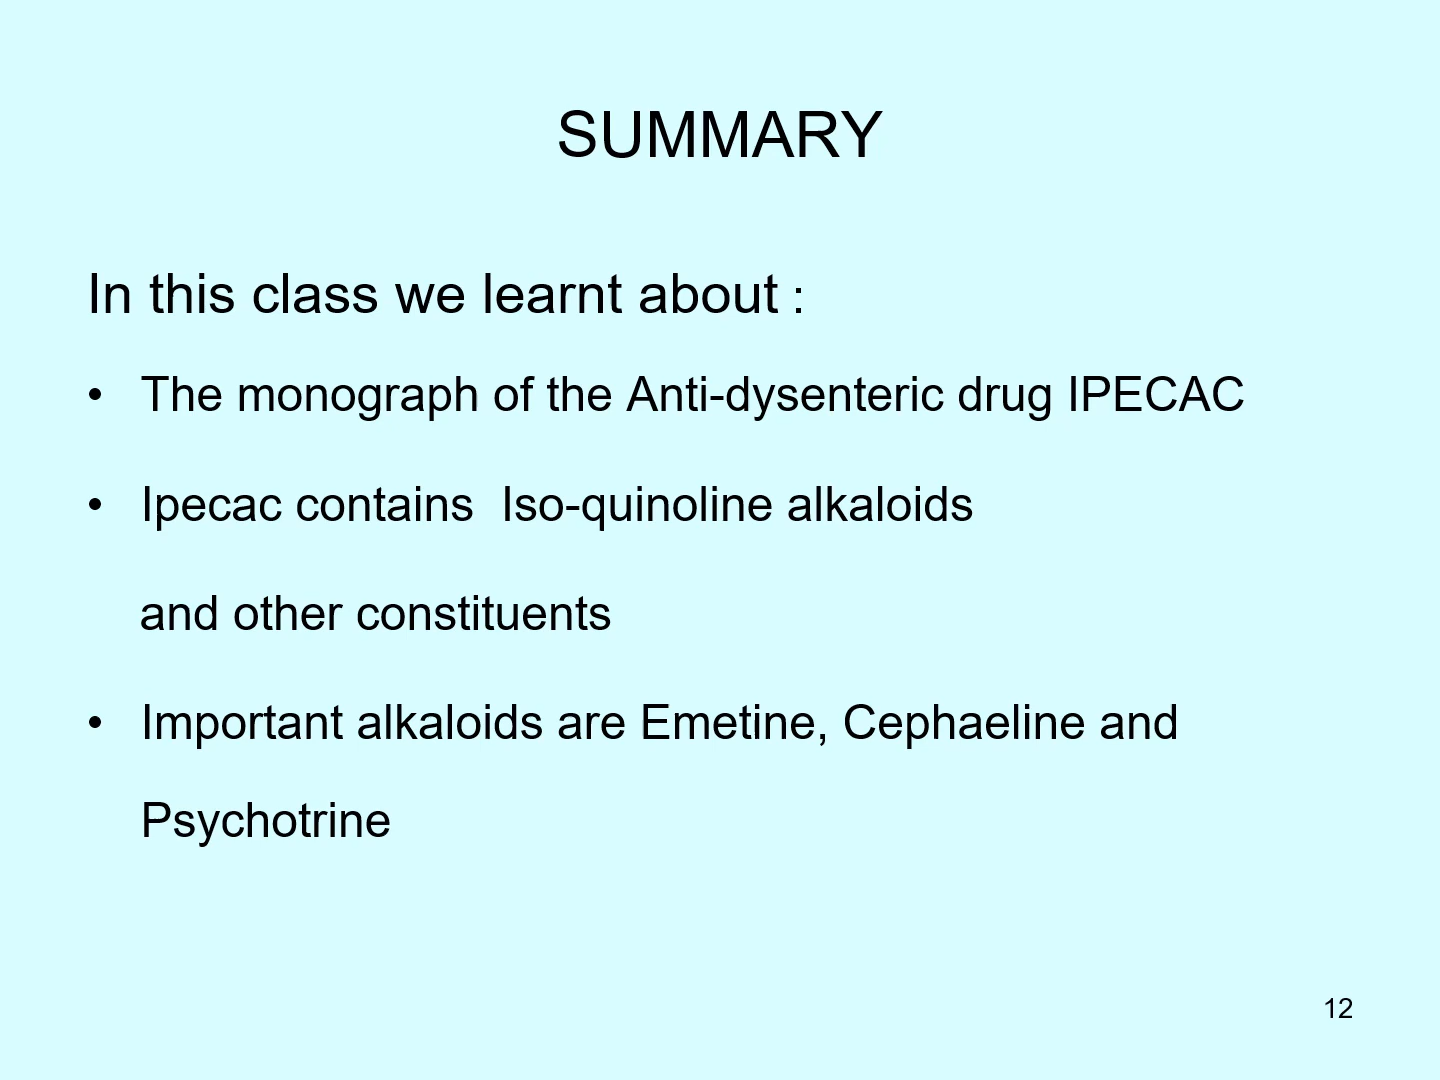 SUMMARY
In this class we learnt about :
• The monograph of the Anti-dysenteric drug IPECAC
• Ipecac contains  Iso-quinoline alkaloids
and other constituents
• Important alkaloids are Emetine, Cephaeline and
Psychotrine
12